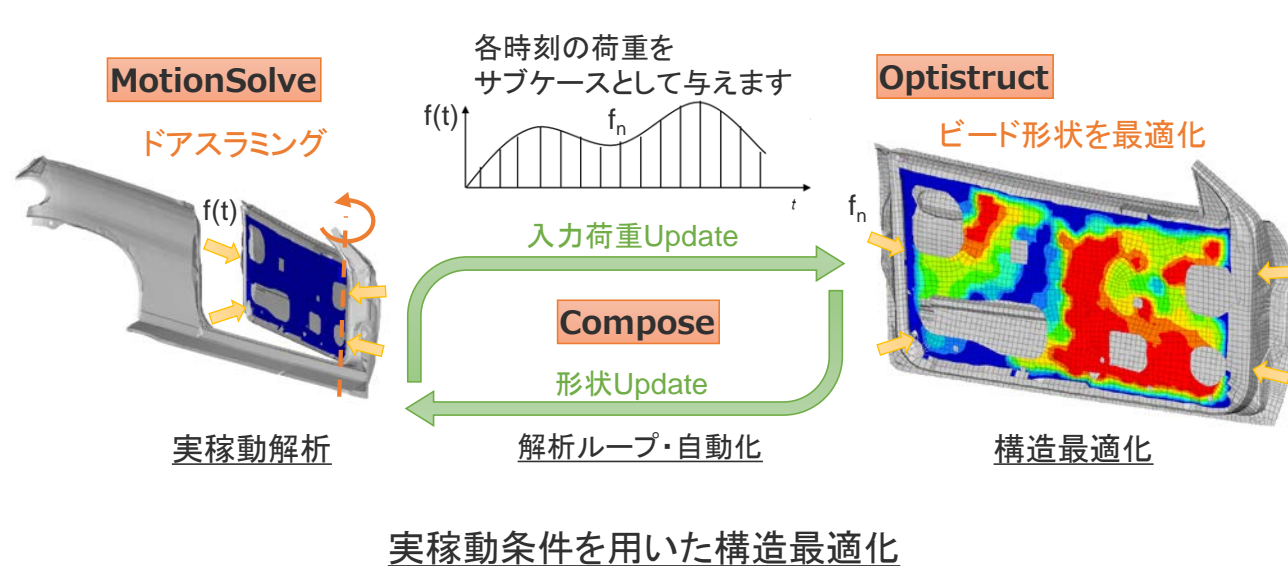 MotionSolve
ドアスラミング
f(t)
各時刻の荷重を
サブケースとして与えます
f(t)
fn
t
Optistruct
ビード形状を最適化
fn
入力荷重Update
Compose
形状Update
実稼動解析
解析ループ・自動化
構造最適化
実稼動条件を用いた構造最適化